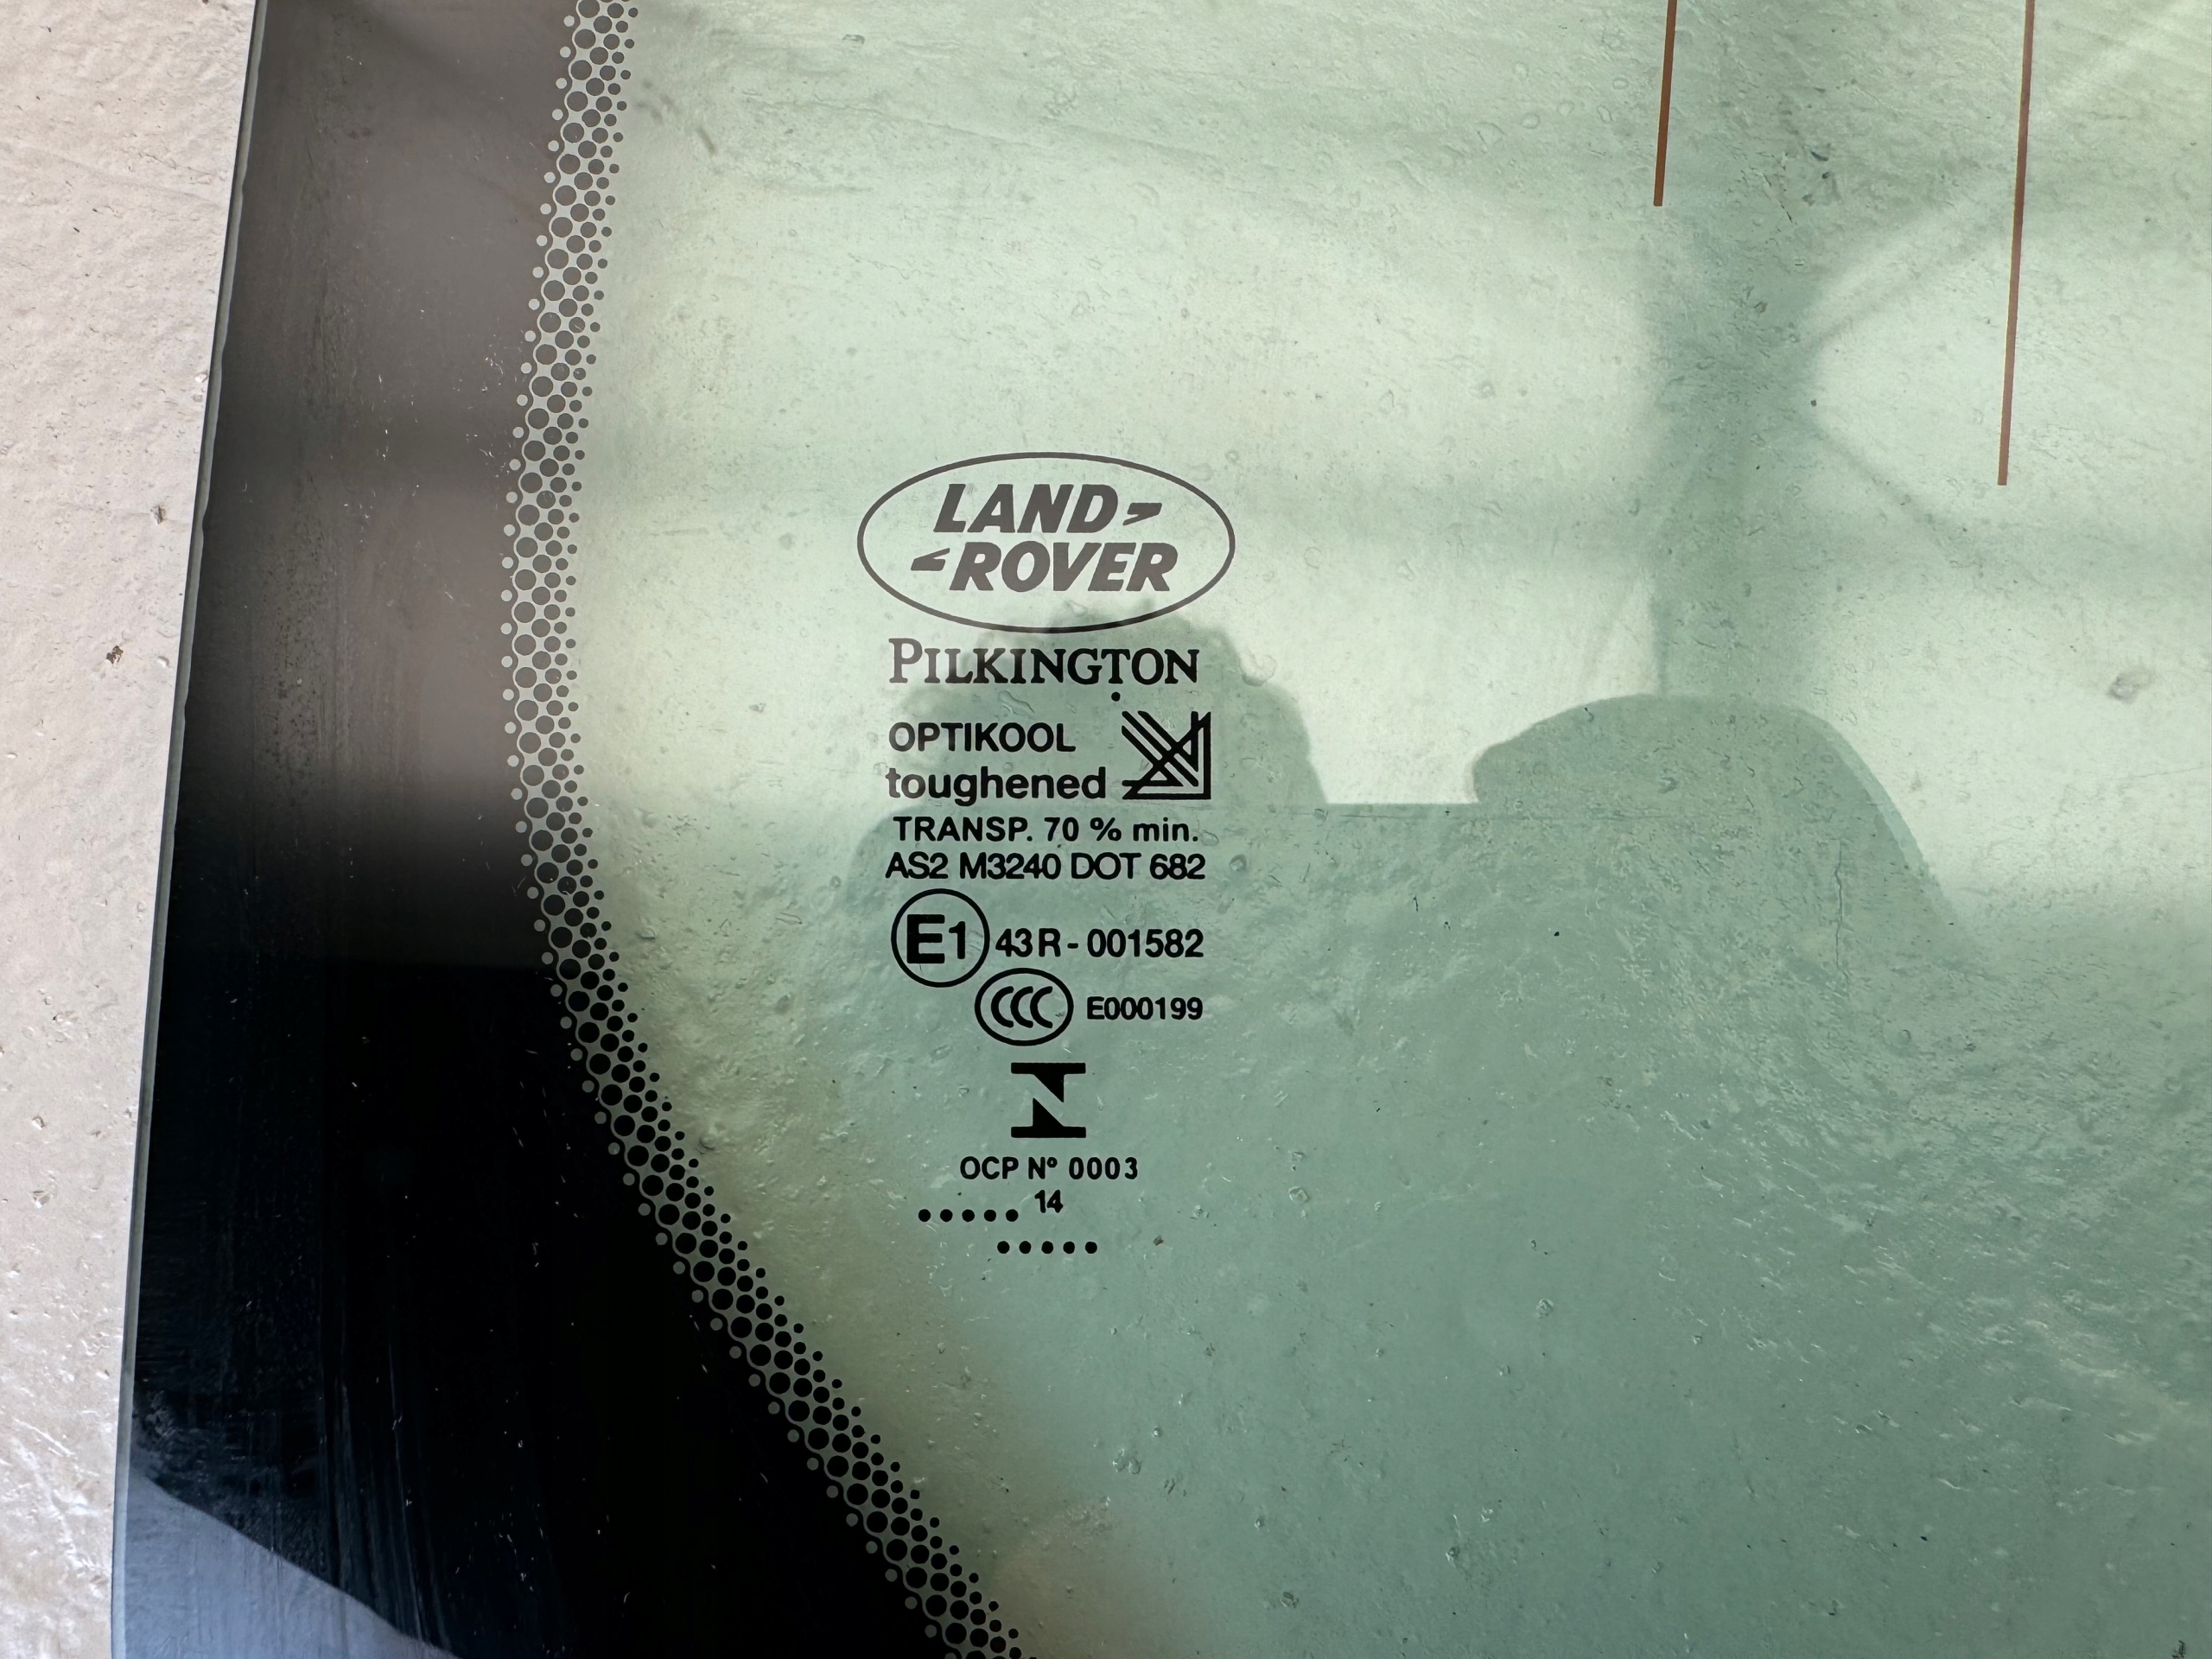 LAND
ROVER
PILKINGTON
OPTIKOOL
toughened
TRANSP. 70 % min.
AS2 M3240 DOT 682
E1 43R-001582
CCC E000199
OCP Nº 0003
14